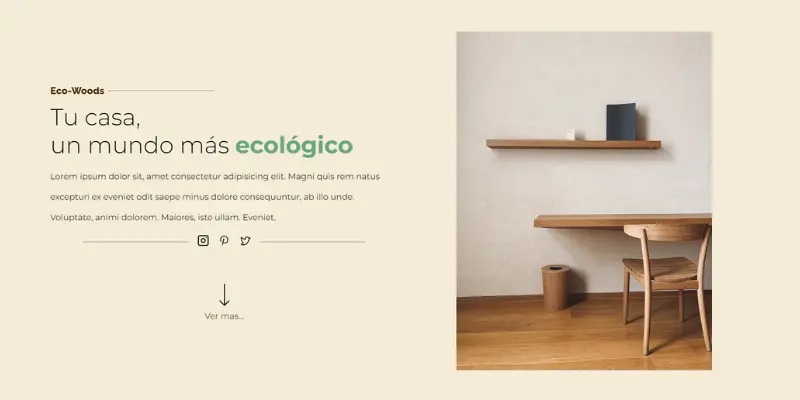 Eco-Woods
Tu casa,
un mundo más ecológico
Lorem ipsum dolor sit, amet consectetur adipisicing elit. Magni quis rem natus
excepturi ex eveniet odit saepe minus dolore consequuntur, ab illo unde.
Voluptate, animi dolorem. Maiores, iste ullam. Eveniet.
Ver mas...